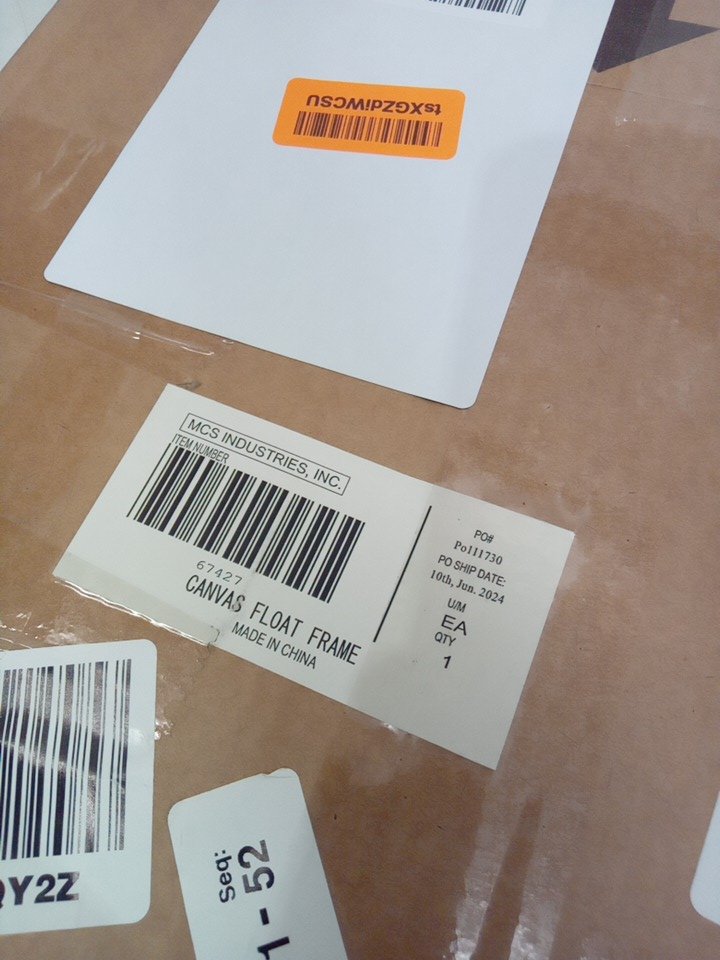 tsXGZdiWCSU
MCS INDUSTRIES, INC.
ITEM NUMBER
67427
CANVAS FLOAT FRAME
MADE IN CHINA
PO#
Po111730
PO SHIP DATE:
10th, Jun. 2024
U/M
EA
QTY
1
QY2Z
Seq:
1 - 52